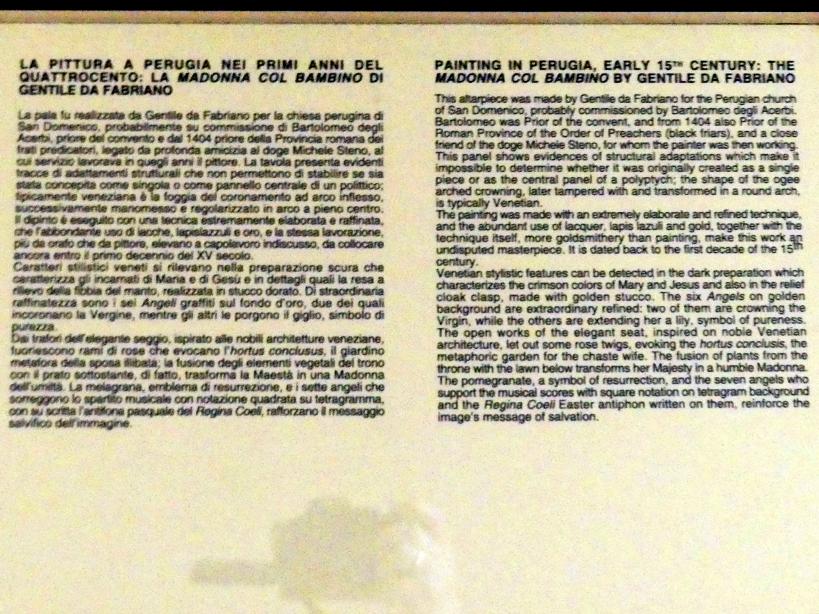 LA PITTURA A PERUGIA NEI PRIMI ANNI DEL
QUATTROCENTO: LA MADONNA COL BAMBINO DI
GENTILE DA FABRIANO
La pala fu realizzata da Gentile da Fabriano per la chiesa perugina di
San Domenico, probabilmente su commissione di Bartolomeo degli
Acerbi, priore del convento e dal 1404 priore della Provincia romana dei
frati predicatori, legato da profonda amicizia al doge Michele Steno, al
cui servizio lavorava in quegli anni il pittore. La tavola presenta evidenti
tracce di adattamenti strutturali che non permettono di stabilire se sia
stata concepita come singola o come pannello centrale di un polittico;
tipicamente veneziana è la foggia del coronamento ad arco inflesso,
successivamente manomesso e regolarizzato in arco a pieno centro.
Il dipinto è eseguito con una tecnica estremamente elaborata e raffinata,
che l'abbondante uso di lacche, lapislazzuli e oro, e la stessa lavorazione,
più da orafo che da pittore, elevano a capolavoro indiscusso, da collocare
ancora entro il primo decennio del XV secolo.
Caratteri stilistici veneti si rilevano nella preparazione scura che
caratterizza gli incarnati di Maria e di Gesù e in dettagli quali la resa a
rilievo della fibbia del manto, realizzata in stucco dorato. Di straordinaria
raffinatezza sono i sei Angeli graffiti sul fondo d'oro, due dei quali
incoronano la Vergine, mentre gli altri le porgono il giglio, simbolo di
purezza.
Dai trafori dell'elegante seggio, ispirato alle nobili architetture veneziane,
fuoriescono rami di rose che evocano l'hortus conclusus, il giardino
metafora della sposa illibata; la fusione degli elementi vegetali del trono
con il prato sottostante, di fatto, trasforma la Maestà in una Madonna
dell'umiltà. La melagrana, emblema di resurrezione, e i sette angeli che
sorreggono lo spartito musicale con notazione quadrata su tetragramma,
con su scritta l'antifona pasquale del Regina Coeli, rafforzano il messaggio
salvifico dell'immagine.
PAINTING IN PERUGIA, EARLY 15TH CENTURY: THE
MADONNA COL BAMBINO BY GENTILE DA FABRIANO
This altarpiece was made by Gentile da Fabriano for the Perugian church
of San Domenico, probably commissioned by Bartolomeo degli Acerbi.
Bartolomeo was Prior of the convent, and from 1404 also Prior of the
Roman Province of the Order of Preachers (black friars), and a close
friend of the doge Michele Steno, for whom the painter was then working.
This panel shows evidences of structural adaptations which make it
impossible to determine whether it was originally created as a single
piece or as the central panel of a polyptych; the shape of the ogee
arched crowning, later tampered with and transformed in a round arch,
is typically Venetian.
The painting was made with an extremely elaborate and refined technique,
and the abundant use of lacquer, lapis lazuli and gold, together with the
technique itself, more goldsmithery than painting, make this work an
undisputed masterpiece. It is dated back to the first decade of the 15th
century.
Venetian stylistic features can be detected in the dark preparation which
characterizes the crimson colors of Mary and Jesus and also in the relief
cloak clasp, made with golden stucco. The six Angels on golden
background are extraordinary refined: two of them are crowning the
Virgin, while the others are extending her a lily, symbol of pureness.
The open works of the elegant seat, inspired on noble Venetian
architecture, let out some rose twigs, evoking the hortus conclusis, the
metaphoric garden for the chaste wife. The fusion of plants from the
throne with the lawn below transforms her Majesty in a humble Madonna.
The pomegranate, a symbol of resurrection, and the seven angels who
support the musical scores with square notation on tetragram background
and the Regina Coeli Easter antiphon written on them, reinforce the
image's message of salvation.